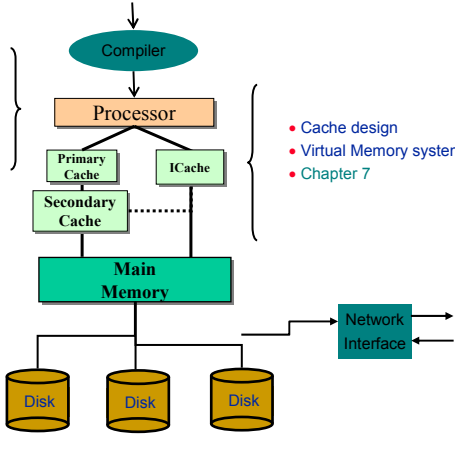 Compiler
Processor
Primary
Cache
ICache
Secondary
Cache
Main
Memory
• Cache design
• Virtual Memory syster
• Chapter 7
Network
Interface
Disk
Disk
Disk